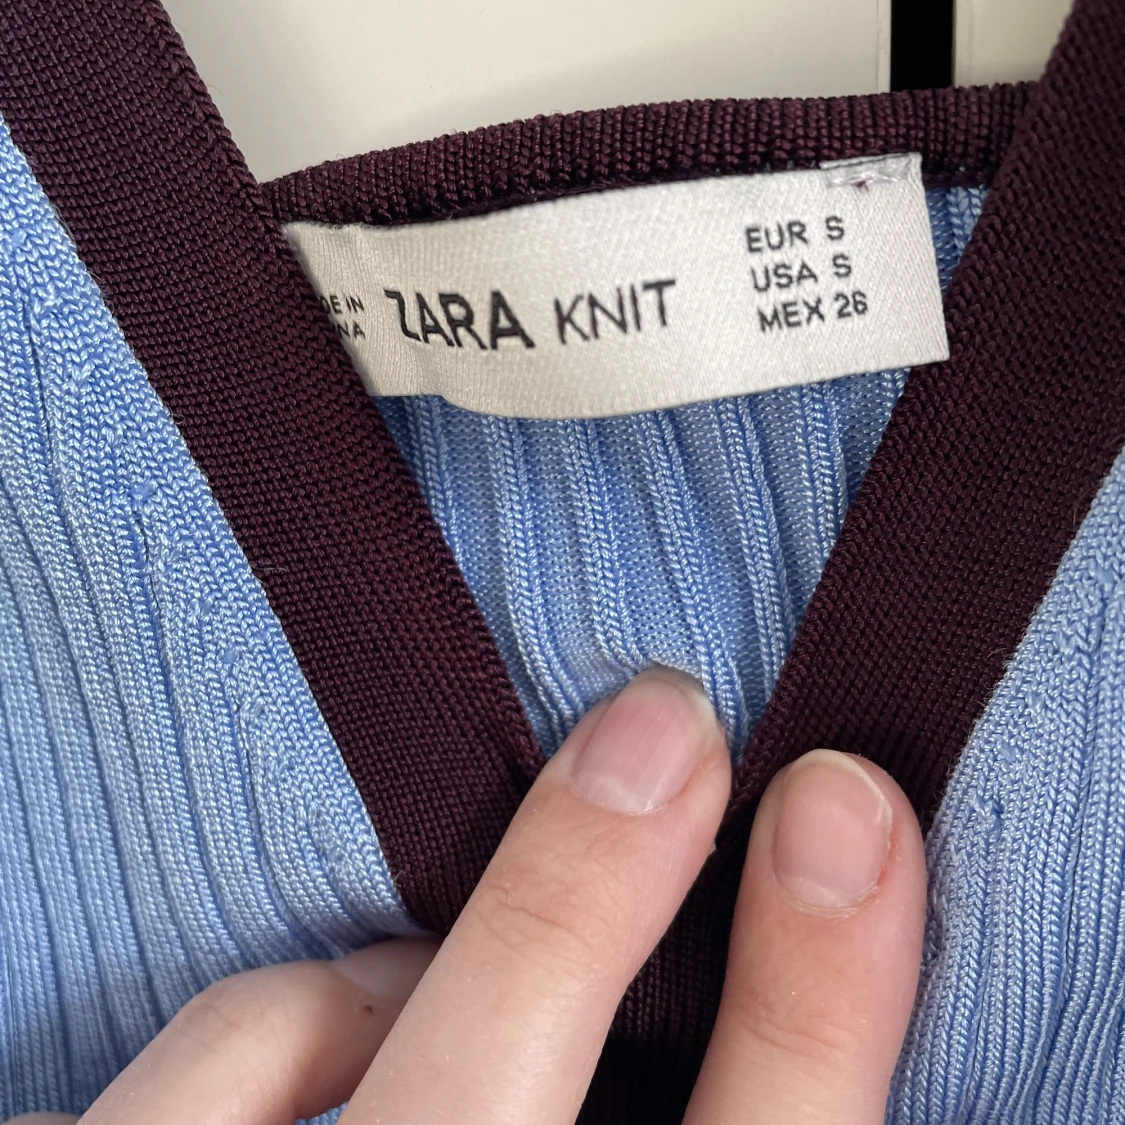 DE IN
NA
ZARA KNIT
EUR S
USA S
MEX 26